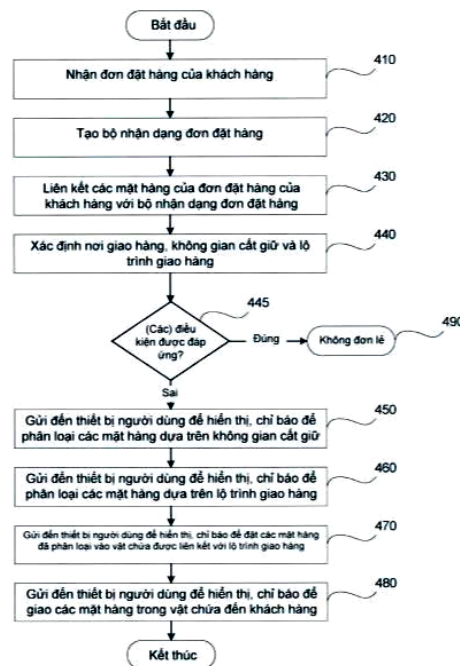 Bắt đầu
410
Nhận đơn đặt hàng của khách hàng
420
Tạo bộ nhận dạng đơn đặt hàng
430
Liên kết các mặt hàng của đơn đặt hàng của
khách hàng với bộ nhận dạng đơn đặt hàng
440
Xác định nơi giao hàng, không gian cất giữ và lộ
trình giao hàng
445
(Các) điều
kiện được đáp
ứng?
Đúng
Không đơn lẻ
490
Sai
450
Gửi đến thiết bị người dùng để hiển thị, chỉ báo để
phân loại các mặt hàng dựa trên không gian cất giữ
460
Gửi đến thiết bị người dùng để hiển thị, chỉ báo để
phân loại các mặt hàng dựa trên lộ trình giao hàng
470
Gửi đến thiết bị người dùng để hiển thị, chỉ báo để đặt các mặt hàng
đã phân loại vào vật chứa được liên kết với lộ trình giao hàng
480
Gửi đến thiết bị người dùng để hiển thị, chỉ báo để
giao các mặt hàng trong vật chứa đến khách hàng
Kết thúc